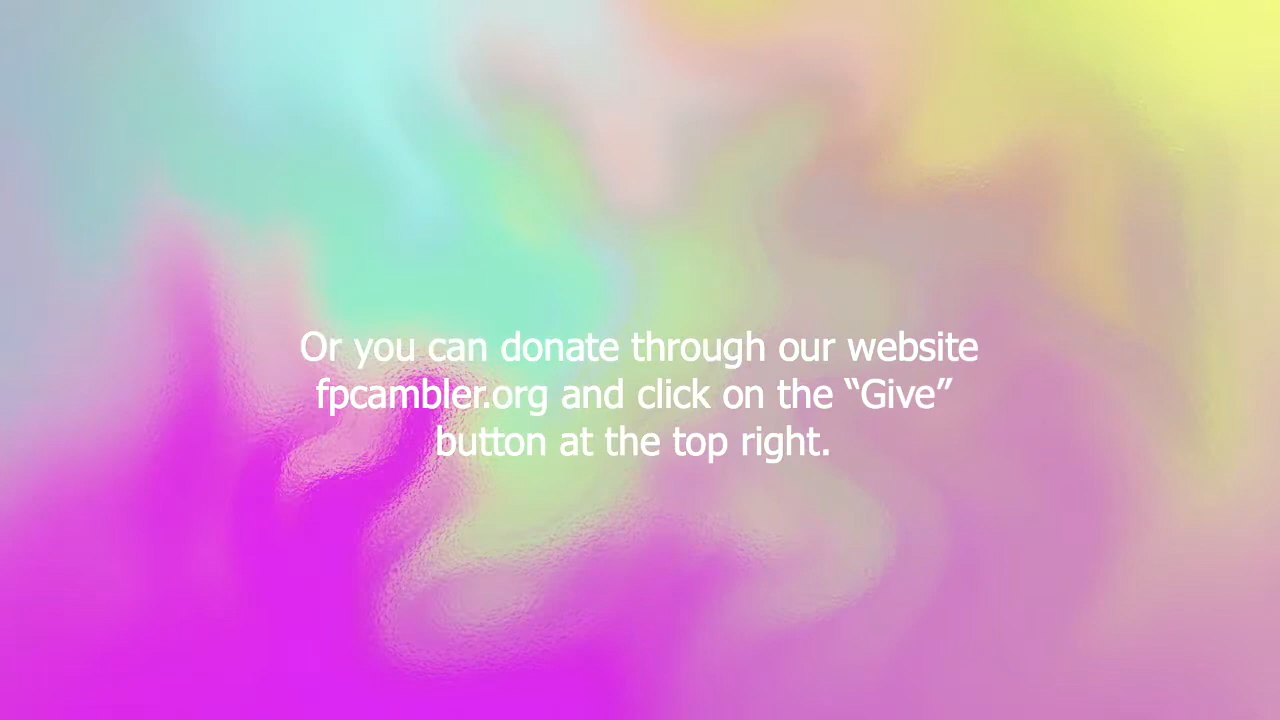 Or you can donate through our website
fpcambler.org and click on the “Give”
button at the top right.